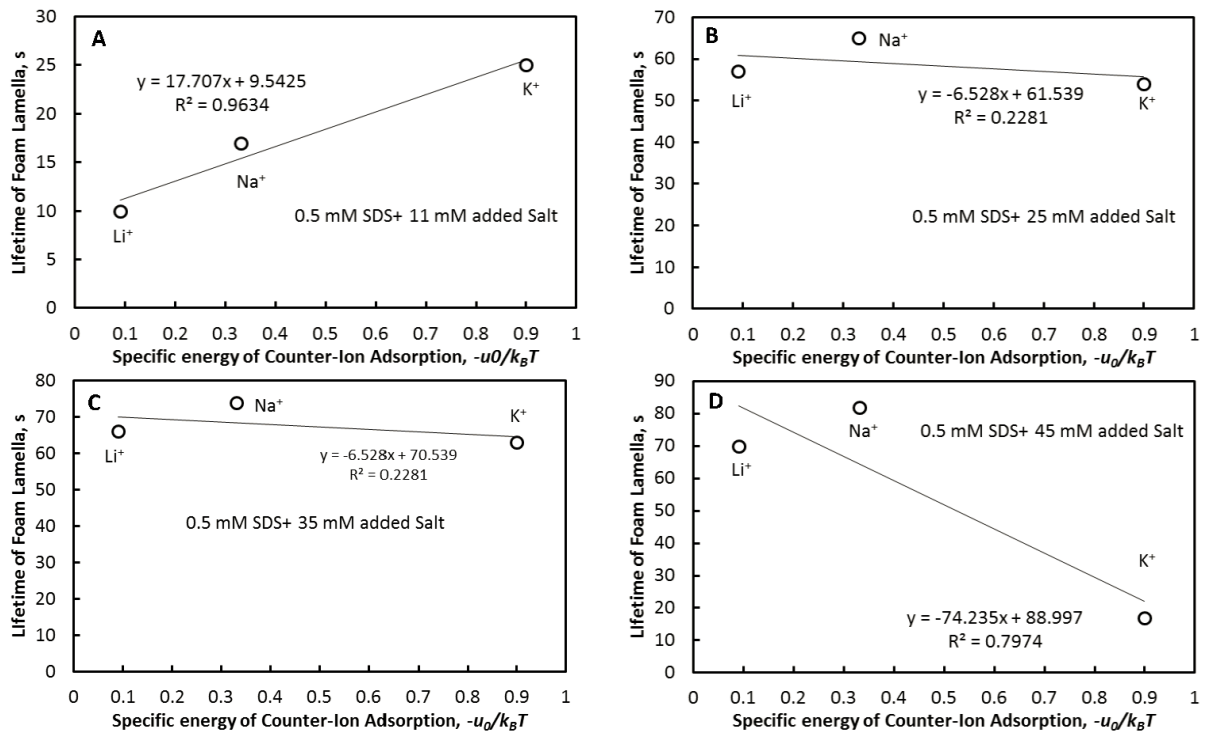 A
30
25
20
15
10
5
0
LIfetime of Foam Lamella, s
y = 17.707x + 9.5425
R² = 0.9634
K⁺
Na⁺
Li⁺
0.5 mM SDS+ 11 mM added Salt
0 0.1 0.2 0.3 0.4 0.5 0.6 0.7 0.8 0.9 1
Specific energy of Counter-Ion Adsorption, -u0/kBT
B
70
60
50
40
30
20
10
0
LIfetime of Foam Lamella, s
Na⁺
Li⁺
y = -6.528x + 61.539
R² = 0.2281
K⁺
0.5 mM SDS+ 25 mM added Salt
0 0.1 0.2 0.3 0.4 0.5 0.6 0.7 0.8 0.9 1
Specific energy of Counter-Ion Adsorption, -u₀/kBT
C
80
70
60
50
40
30
20
10
0
LIfetime of Foam Lamella, s
Na⁺
K⁺
Li⁺
y = -6.528x + 70.539
R² = 0.2281
0.5 mM SDS+ 35 mM added Salt
0 0.1 0.2 0.3 0.4 0.5 0.6 0.7 0.8 0.9 1
Specific energy of Counter-Ion Adsorption, -u₀/kBT
D
90
80
70
60
50
40
30
20
10
0
LIfetime of Foam Lamella, s
Na⁺
0.5 mM SDS+ 45 mM added Salt
Li⁺
K⁺
y = -74.235x + 88.997
R² = 0.7974
0 0.1 0.2 0.3 0.4 0.5 0.6 0.7 0.8 0.9 1
Specific energy of Counter-Ion Adsorption, -u₀/kBT